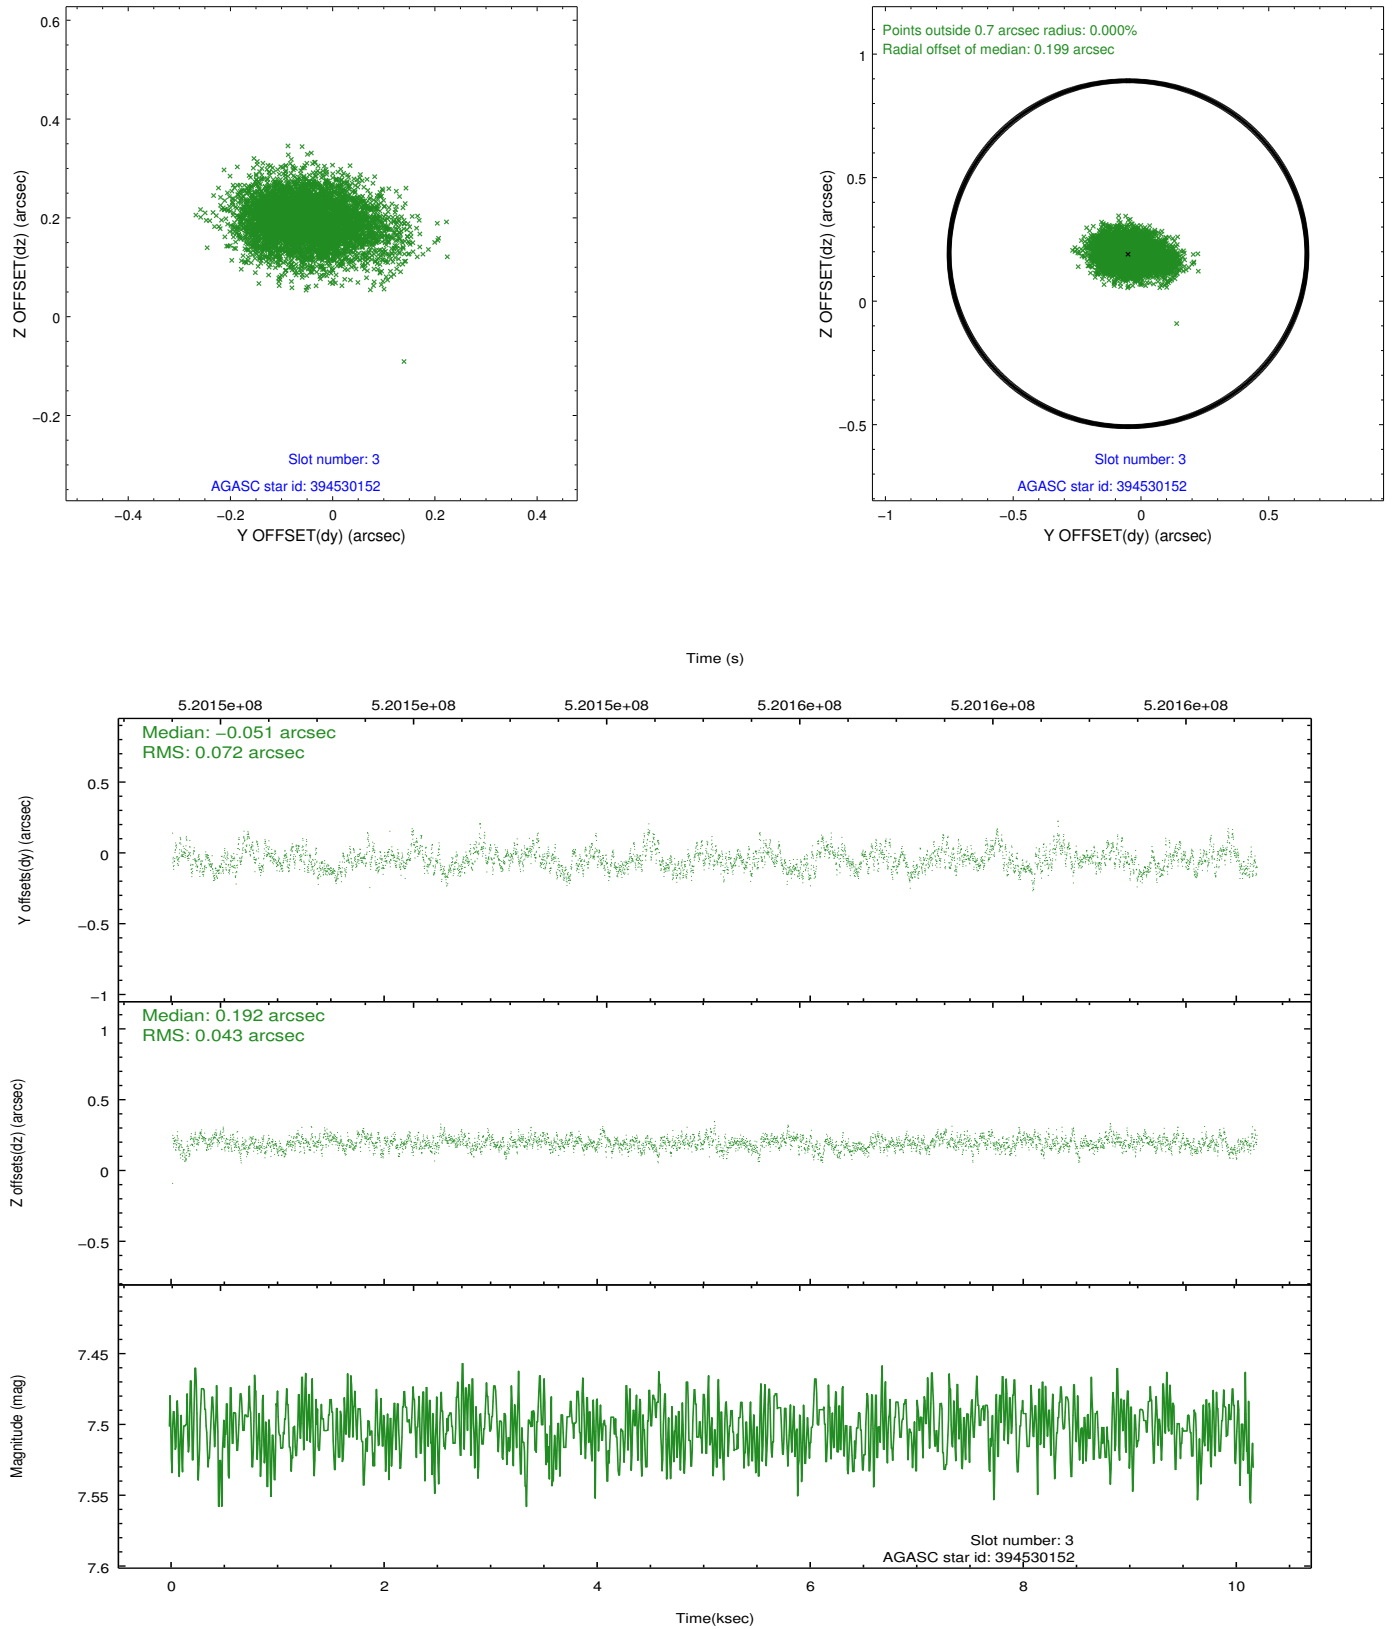 0.6
0.4
0.2
0
−0.2
Z OFFSET(dz) (arcsec)
Slot number: 3
AGASC star id: 394530152
−0.4 −0.2 0 0.2 0.4
Y OFFSET(dy) (arcsec)
Points outside 0.7 arcsec radius: 0.000%
Radial offset of median: 0.199 arcsec
1
0.5
0
−0.5
Z OFFSET(dz) (arcsec)
Slot number: 3
AGASC star id: 394530152
−1 −0.5 0 0.5
Y OFFSET(dy) (arcsec)
Time (s)
5.2015e+08 5.2015e+08 5.2015e+08 5.2016e+08 5.2016e+08 5.2016e+08
Median: −0.051 arcsec
RMS: 0.072 arcsec
0.5
0
−0.5
−1
Y offsets(dy) (arcsec)
Median: 0.192 arcsec
RMS: 0.043 arcsec
1
0.5
0
−0.5
Z offsets(dz) (arcsec)
7.45
7.5
7.55
7.6
Magnitude (mag)
Slot number: 3
AGASC star id: 394530152
0 2 4 6 8 10
Time(ksec)